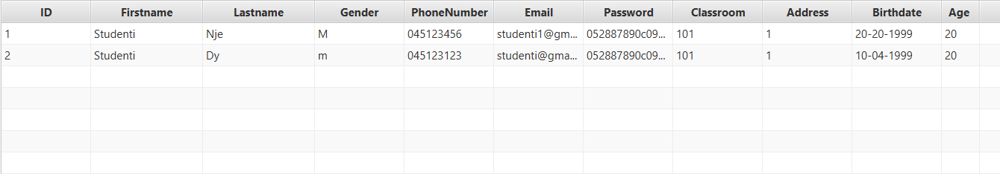 ID Firstname Lastname Gender PhoneNumber Email Password Classroom Address Birthdate Age
1 Studenti Nje M 045123456 studenti1@gm... 052887890c09... 101 1 20-20-1999 20
2 Studenti Dy m 045123123 studenti@gma... 052887890c09... 101 1 10-04-1999 20